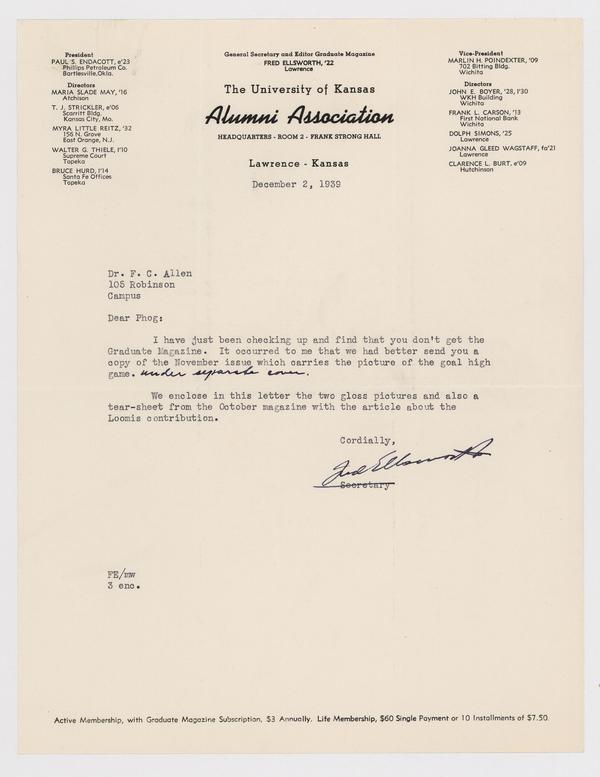 President
PAUL S. ENDACOTT, e'23
Phillips Petroleum Co.
Bartlesville, Okla.
Directors
MARIA SLADE MAY, '16
Atchison
T. J. STRICKLER, e'06
Scarritt Bldg.
Kansas City, Mo.
MYRA LITTLE REITZ, '32
156 N. Grove
East Orange, N.J.
WALTER G. THIELE, l'10
Supreme Court
Topeka
BRUCE HURD, l'14
Santa Fe Offices
Topeka
General Secretary and Editor Graduate Magazine
FRED ELLSWORTH, '22
Lawrence
The University of Kansas
Alumni Association
HEADQUARTERS - ROOM 2 - FRANK STRONG HALL
Lawrence - Kansas
Vice-President
MARLIN H. POINDEXTER, '09
702 Bitting Bldg.
Wichita
Directors
JOHN E. BOYER, '28, l'30
WKH Building
Wichita
FRANK L. CARSON, '13
First National Bank
Wichita
DOLPH SIMONS, '25
Lawrence
JOANNA GLEED WAGSTAFF, fa'21
Lawrence
CLARENCE L. BURT, e'09
Hutchinson
December 2, 1939
Dr. F. C. Allen
105 Robinson
Campus
Dear Phog:
I have just been checking up and find that you don't get the
Graduate Magazine. It occurred to me that we had better send you a
copy of the November issue which carries the picture of the goal high
game. under separate cover.
We enclose in this letter the two gloss pictures and also a
tear-sheet from the October magazine with the article about the
Loomis contribution.
Cordially,
Fred Ellsworth
Secretary
FE/mw
3 enc.
Active Membership, with Graduate Magazine Subscription, $3 Annually. Life Membership, $60 Single Payment or 10 Installments of $7.50.